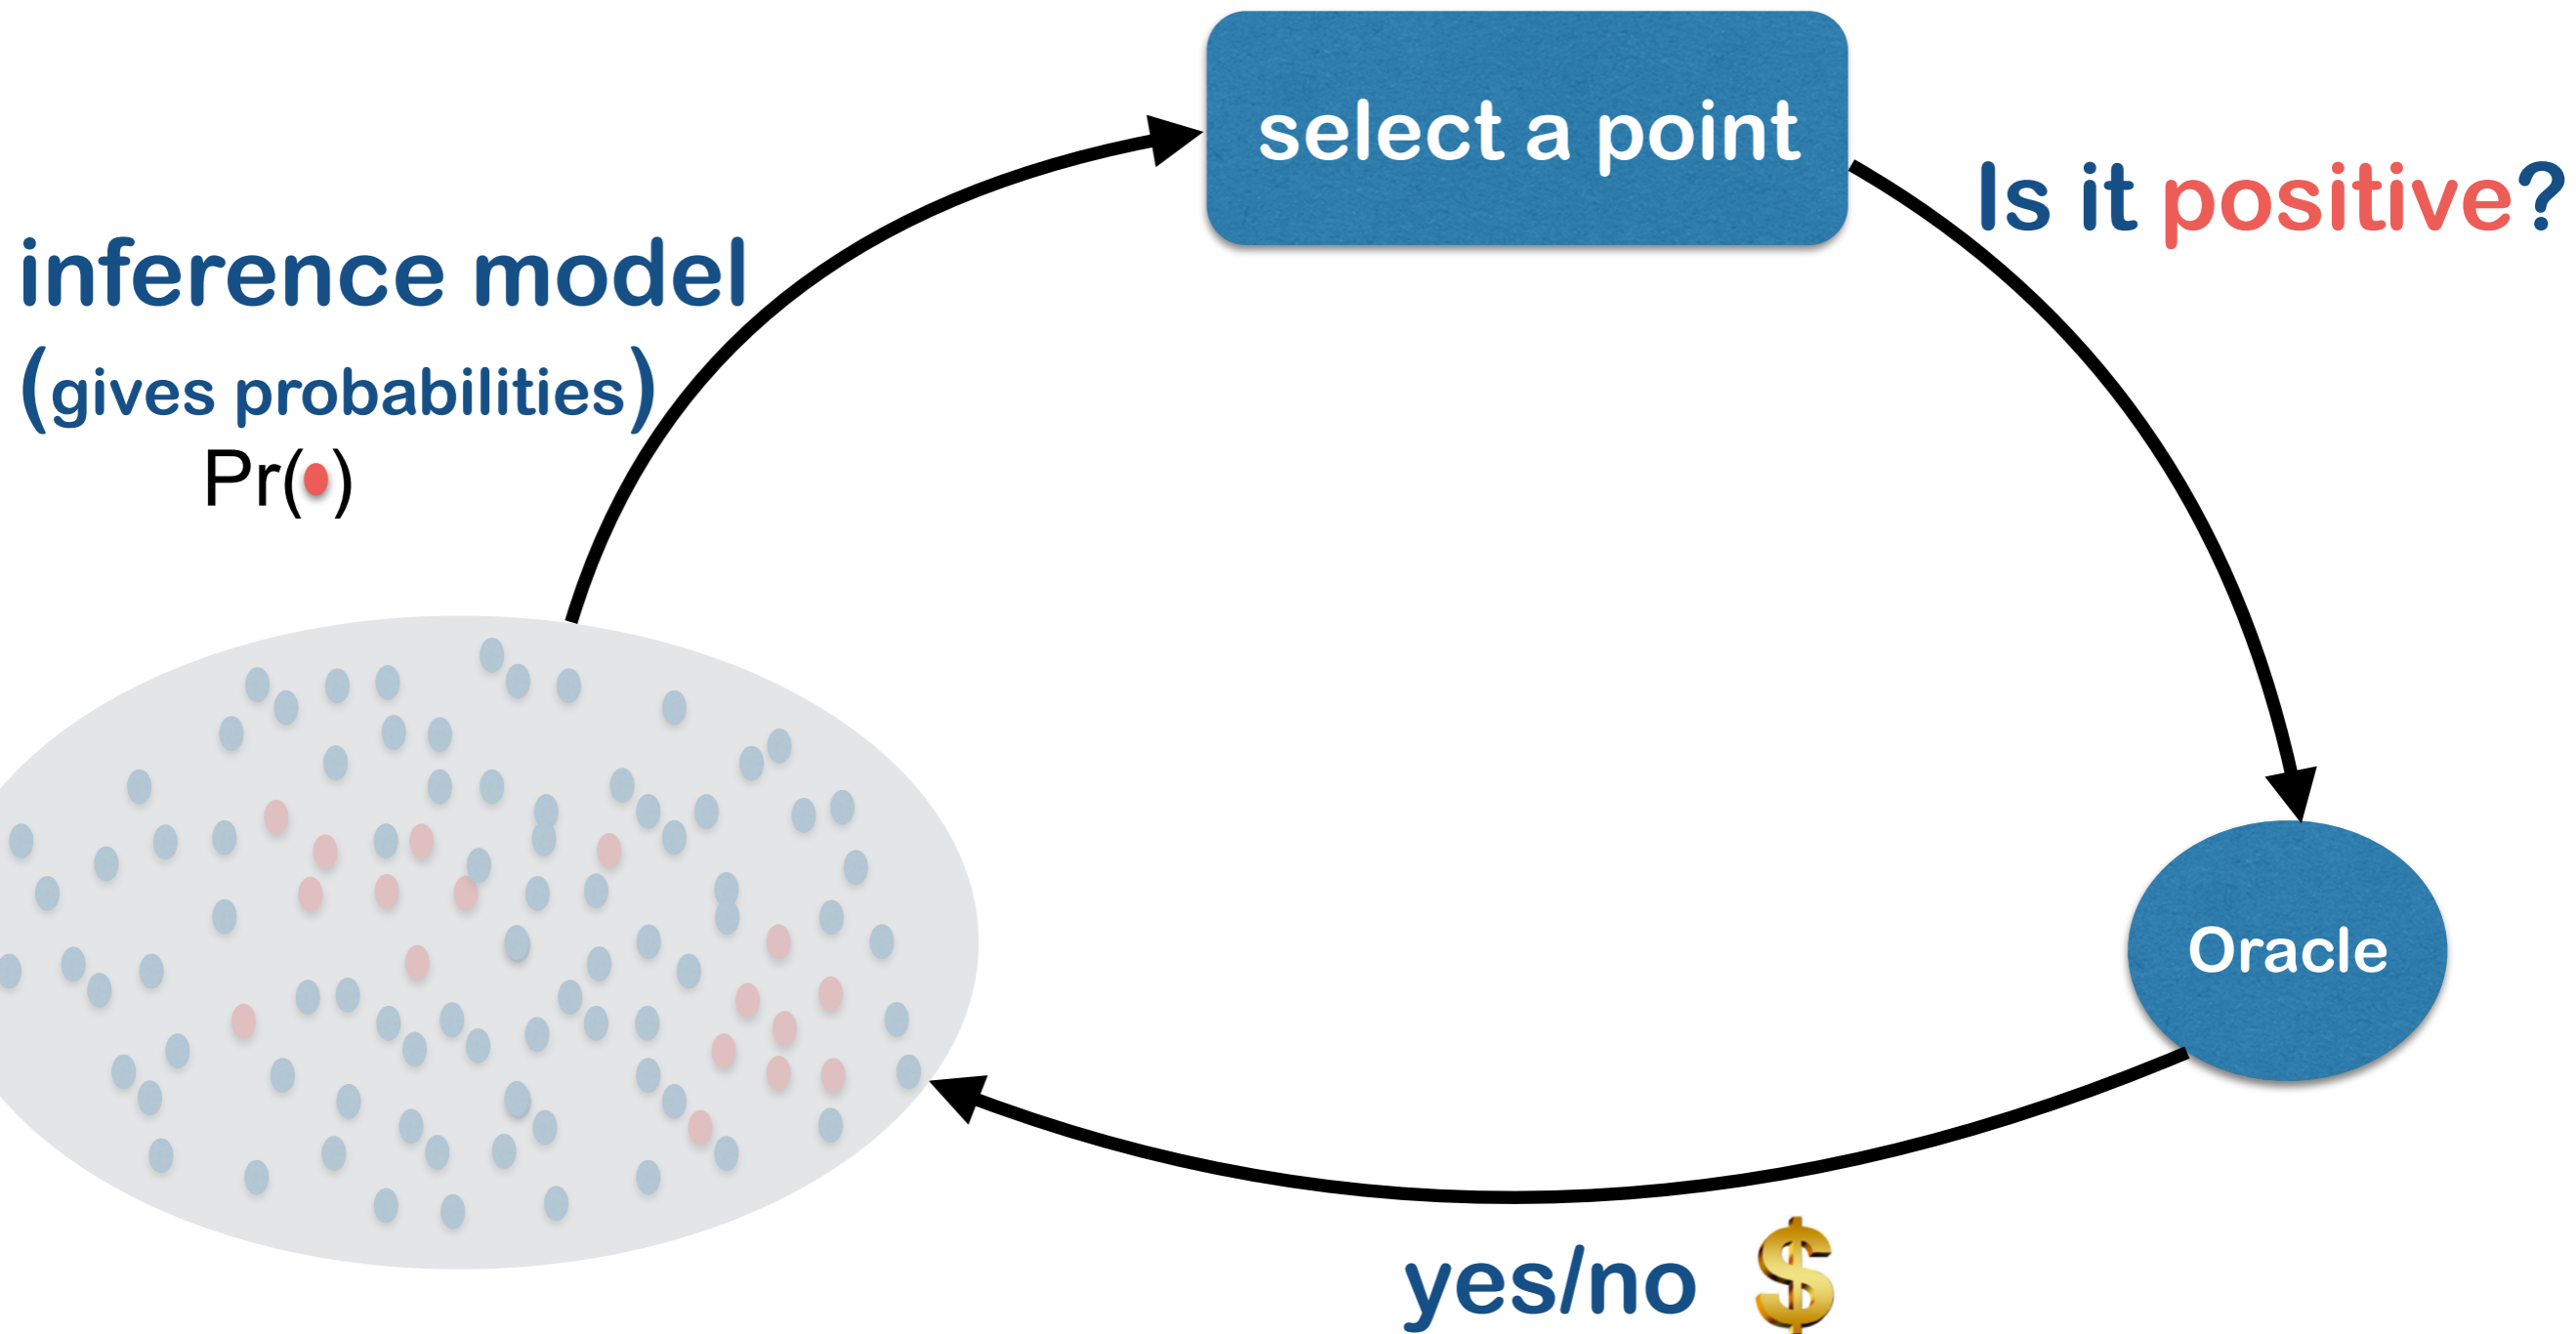 select a point
Is it positive?
inference model
(gives probabilities)
Pr(•)
Oracle
yes/no $